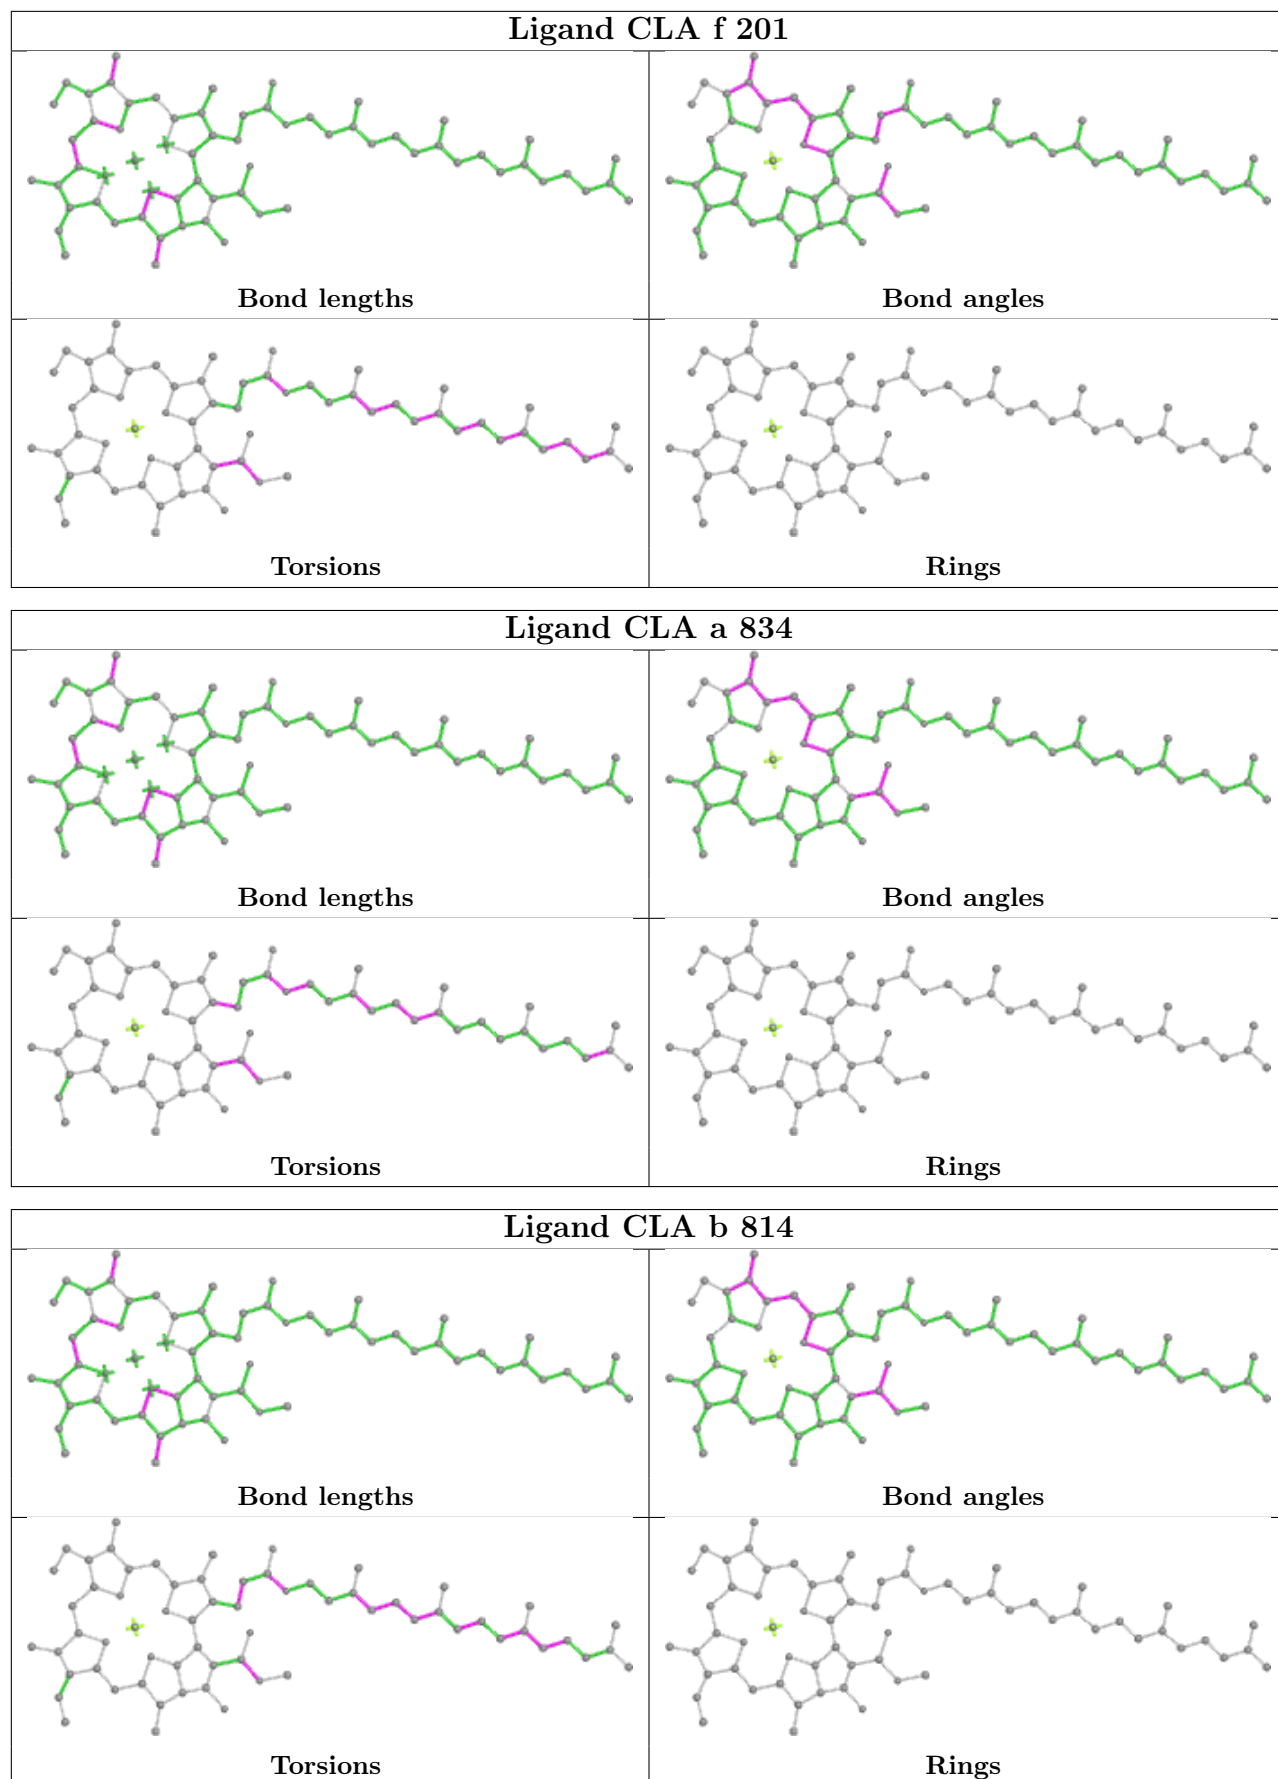 Ligand CLA f 201
Bond lengths
Bond angles
Torsions
Rings
Ligand CLA a 834
Bond lengths
Bond angles
Torsions
Rings
Ligand CLA b 814
Bond lengths
Bond angles
Torsions
Rings